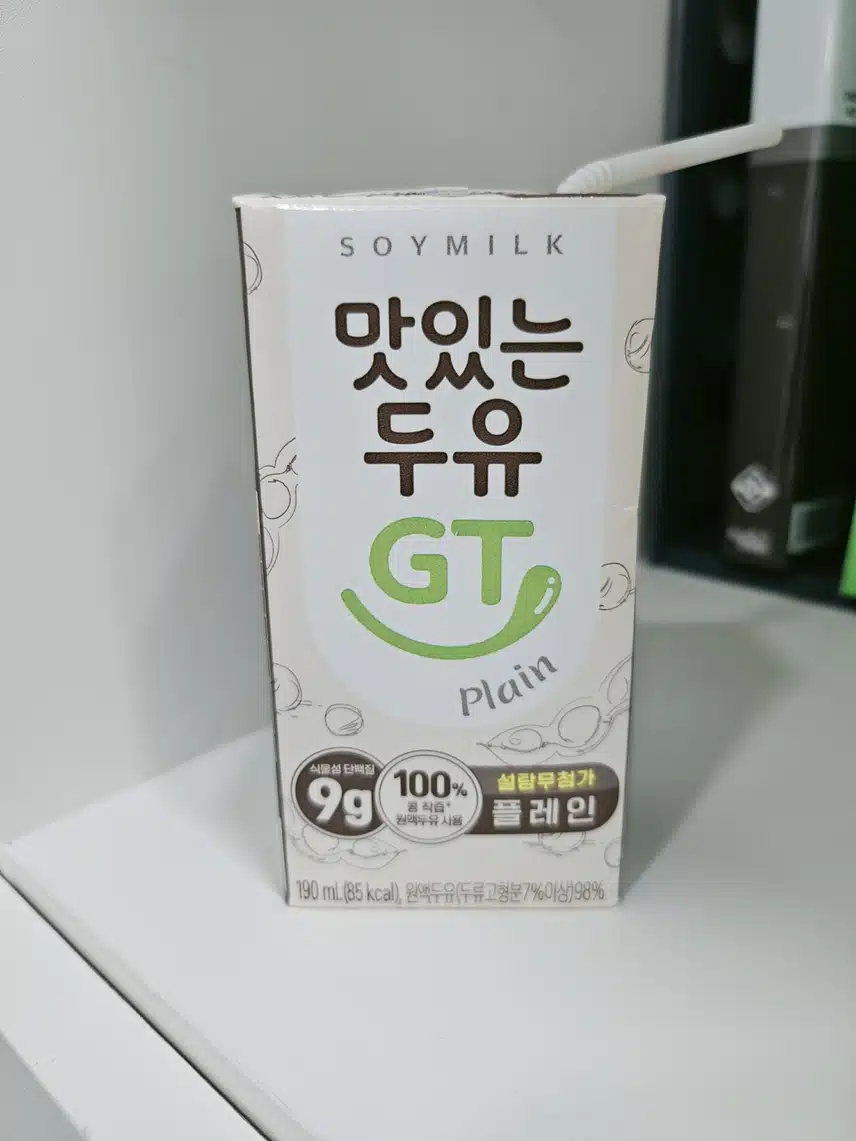 SOYMILK
맛있는
두유
GT
Plain
식물성 단백질
9g
100%
콩 착즙+
원액두유 사용
설탕무첨가
플레인
190 mL(85 kcal), 원액두유(두류고형분7%이상)98%